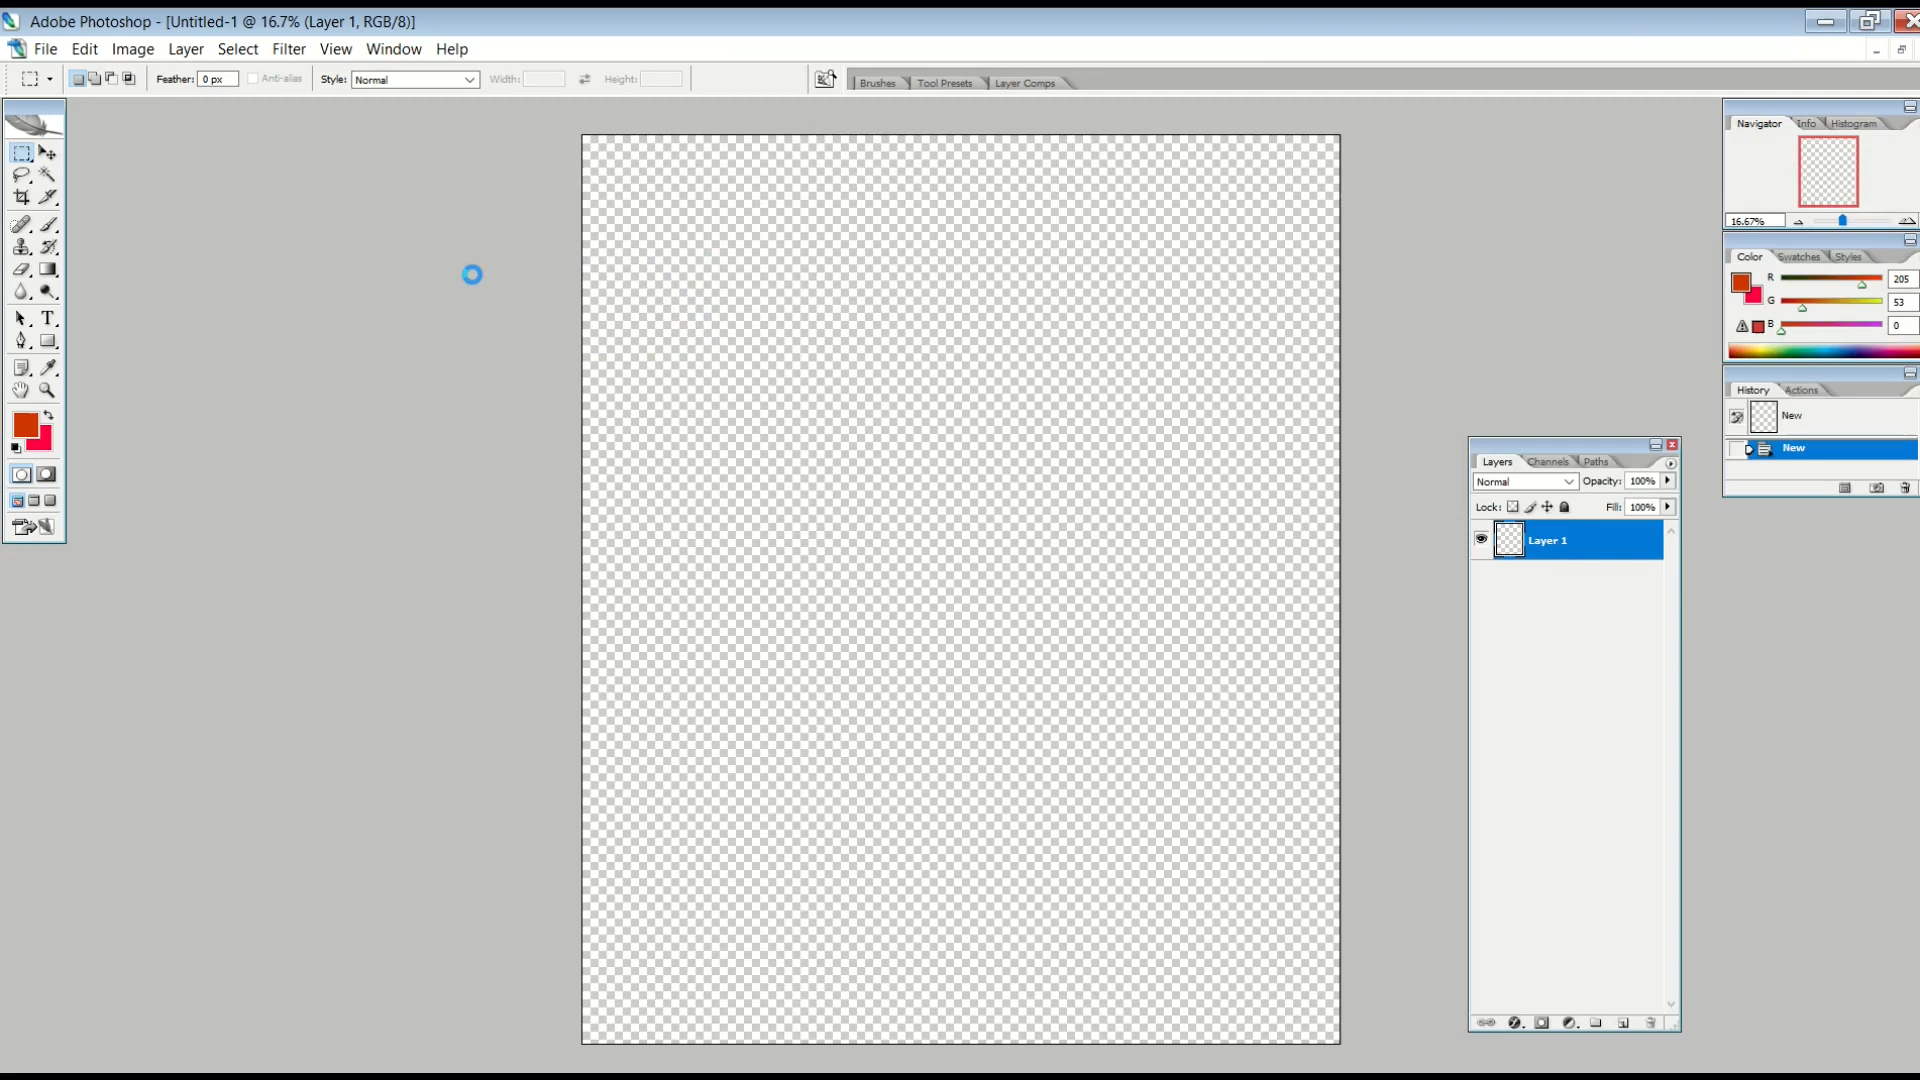 Adobe Photoshop - [Untitled-1 @ 16.7% (Layer 1, RGB/8)]
File Edit Image Layer Select Filter View Window Help
Feather: 0 px Anti-alias Style: Normal Width: Height: Brushes Tool Presets Layer Comps
Navigator Info Histogram
16.67%
Color Swatches Styles
R 205
G 53
B 0
History Actions
New
New
Layers Channels Paths
Normal Opacity: 100%
Lock: Fill: 100%
Layer 1
T